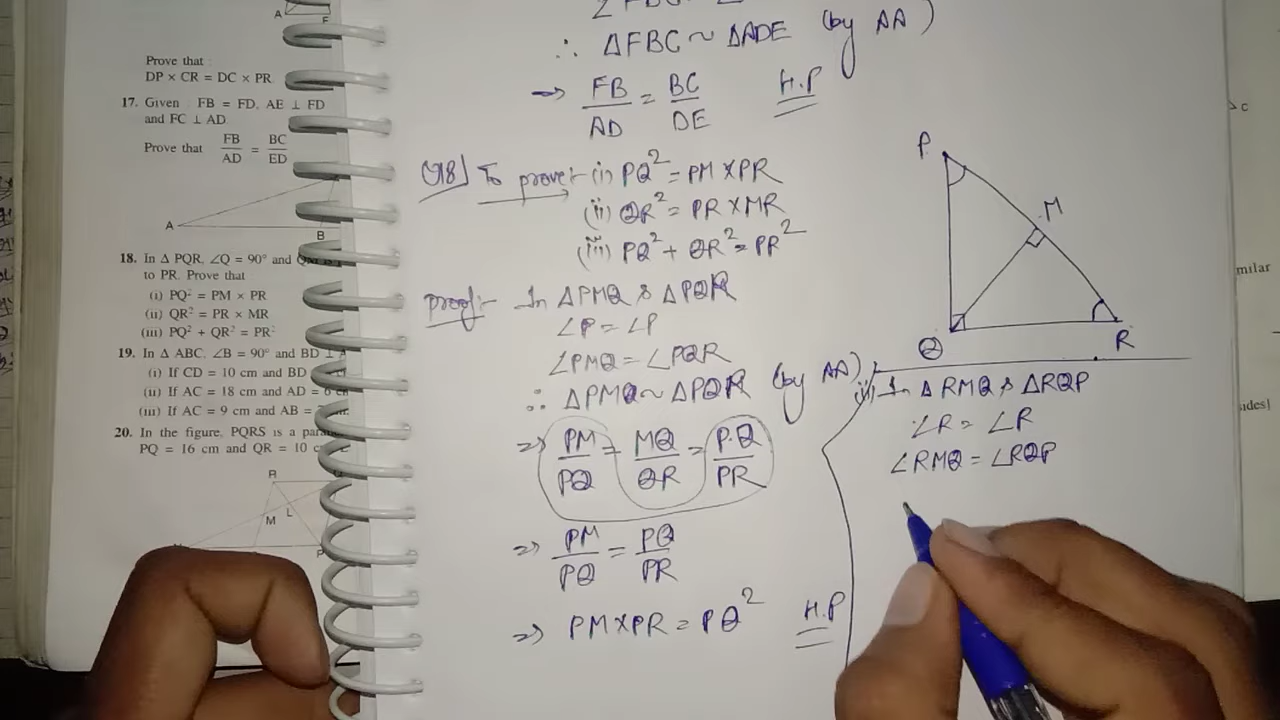 A F
Prove that :
DP × CR = DC × PR
17. Given : FB = FD, AE ⊥ FD
and FC ⊥ AD
Prove that FB/AD = BC/ED
A
B
18. In Δ PQR, ∠Q = 90° and
to PR. Prove that :
(i) PQ² = PM × PR
(ii) QR² = PR × MR
(iii) PQ² + QR² = PR²
19. In Δ ABC, ∠B = 90° and BD ⊥
(i) If CD = 10 cm and BD
(ii) If AC = 18 cm and AD =
(iii) If AC = 9 cm and AB =
20. In the figure, PQRS is a
PQ = 16 cm and QR = 10
R
M L
P
∴ ΔFBC ~ ΔADE (by AA)
⇒ FB/AD = BC/DE H.P
Q18] To prove:- (i) PQ² = PM×PR
(ii) QR² = PR×MR
(iii) PQ² + QR² = PR²
Proof:- In ΔPMQ & ΔPQR
∠P = ∠P
∠PMQ = ∠PQR
∴ ΔPMQ ~ ΔPQR (by AA)
⇒ PM/PQ = MQ/QR = P.Q/PR
⇒ PM/PQ = PQ/PR
⇒ PM×PR = PQ² H.P
P
M
Q
R
(ii) In ΔRMQ & ΔRQP
∠R = ∠R
∠RMQ = ∠RQP
C
milar
ides]